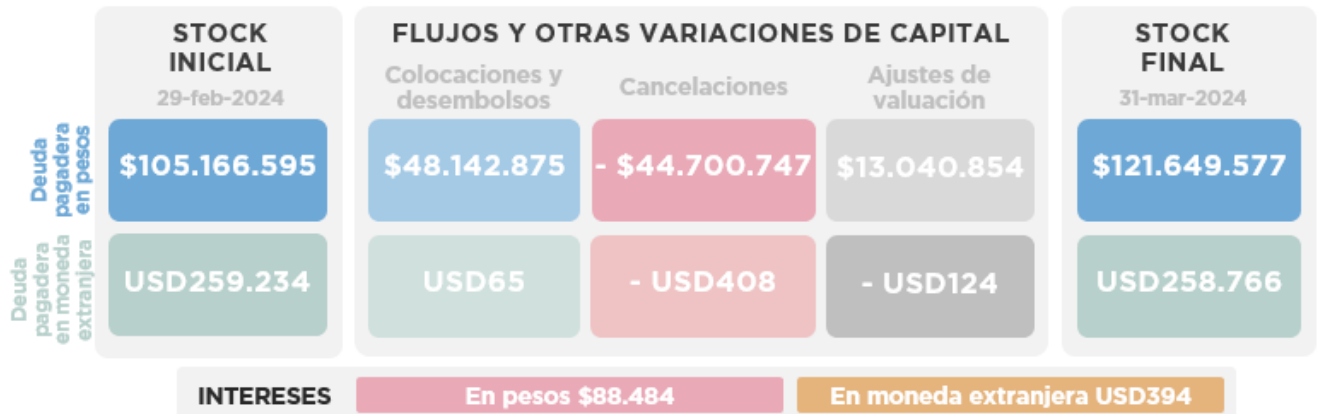 STOCK
INICIAL
29-feb-2024
FLUJOS Y OTRAS VARIACIONES DE CAPITAL
Colocaciones y
desembolsos
Cancelaciones
Ajustes de
valuación
STOCK
FINAL
31-mar-2024
Deuda
pagadera
en pesos
$105.166.595
$48.142.875
- $44.700.747
$13.040.854
$121.649.577
Deuda
pagadera
en moneda
extranjera
USD259.234
USD65
- USD408
- USD124
USD258.766
INTERESES
En pesos $88.484
En moneda extranjera USD394